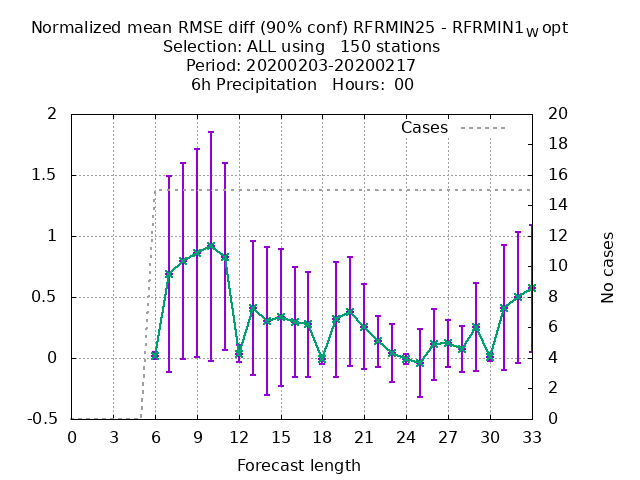 Normalized mean RMSE diff (90% conf) RFRMIN25 - RFRMIN1wopt
Selection: ALL using   150 stations
Period: 20200203-20200217
6h Precipitation   Hours:  00
Cases
2
1.5
1
0.5
0
-0.5
20
18
16
14
12
10
8
6
4
2
0
No cases
0 3 6 9 12 15 18 21 24 27 30 33
Forecast length